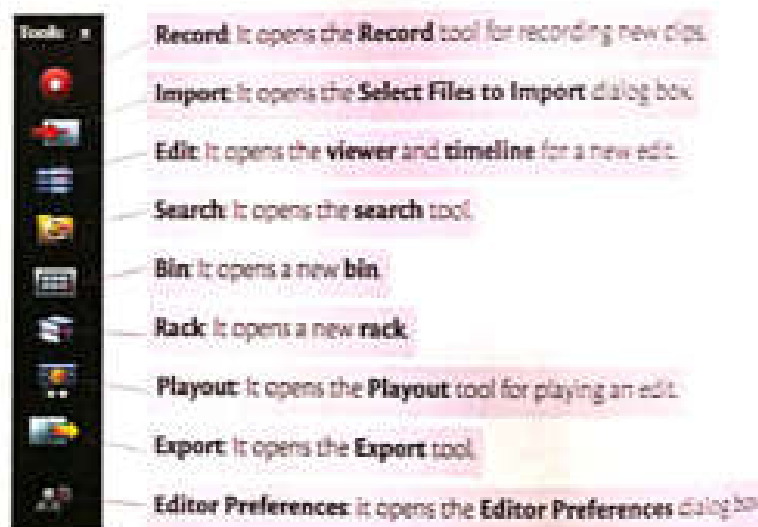 Tools x
Record: It opens the Record tool for recording new clips.
Import: It opens the Select Files to Import dialog box.
Edit: It opens the viewer and timeline for a new edit.
Search: It opens the search tool.
Bin: It opens a new bin.
Rack: It opens a new rack.
Playout: It opens the Playout tool for playing an edit.
Export: It opens the Export tool.
Editor Preferences: It opens the Editor Preferences dialog box